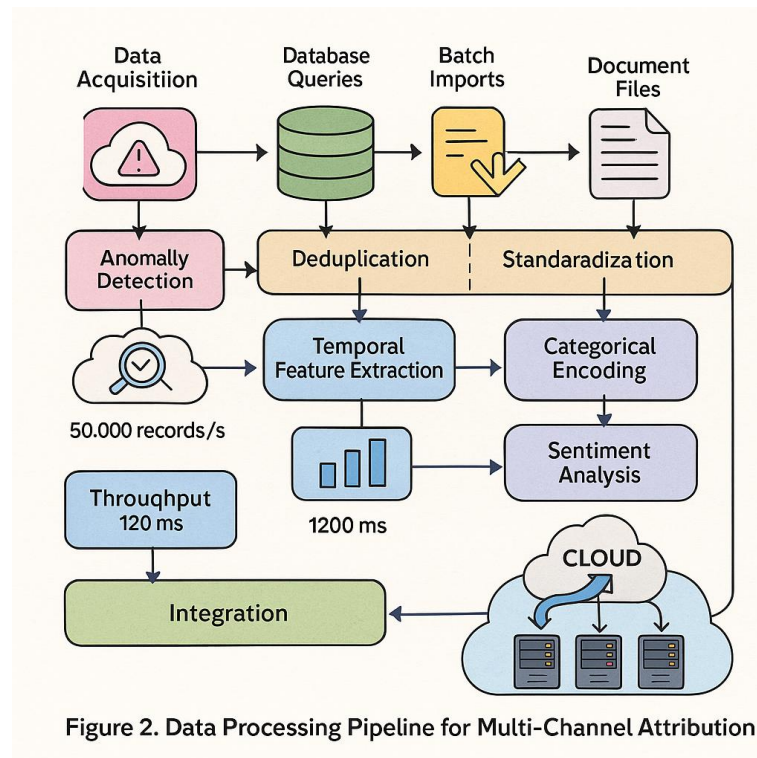 Data
Acquisitiion
Database
Queries
Batch
Imports
Document
Files
Anomally
Detection
Deduplication
Standaradization
Temporal
Feature Extraction
Categorical
Encoding
50.000 records/s
Sentiment
Analysis
Throuqhput
120 ms
1200 ms
CLOUD
Integration
Figure 2. Data Processing Pipeline for Multi-Channel Attribution